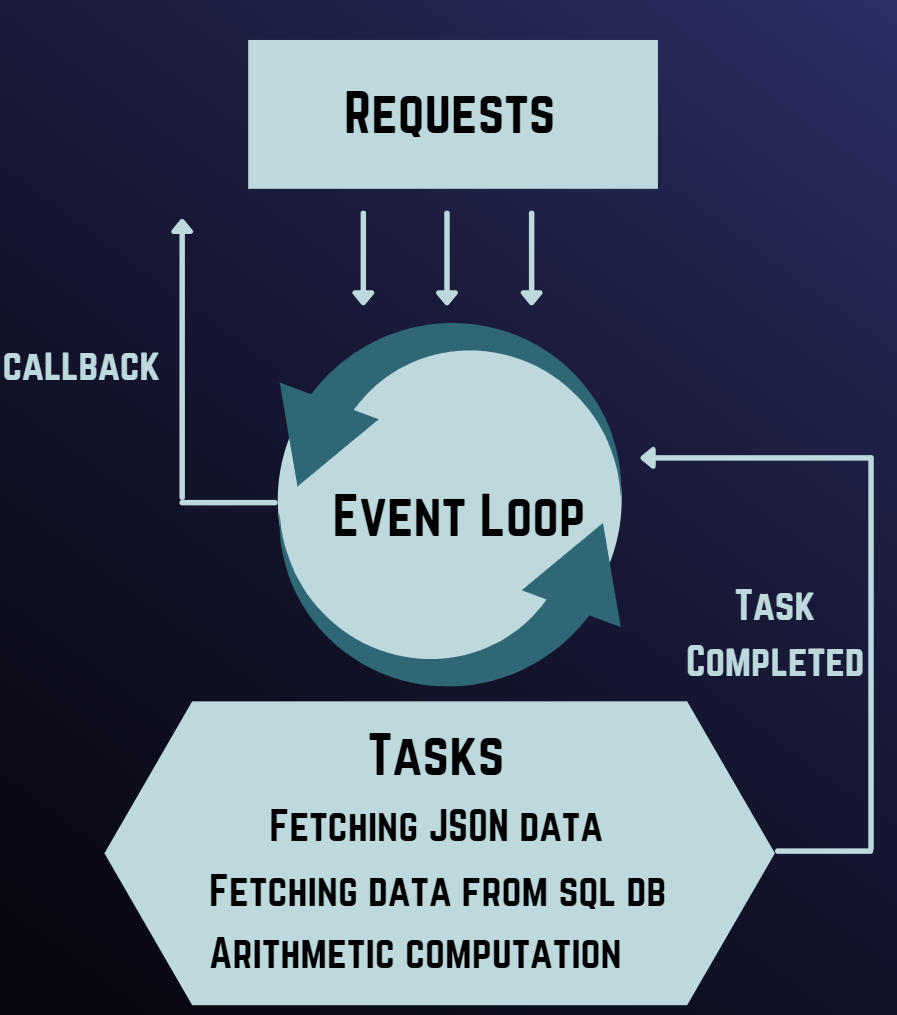 Requests
CALLBACK
Event Loop
Task
Completed
Tasks
Fetching JSON data
Fetching data from sql db
Arithmetic computation